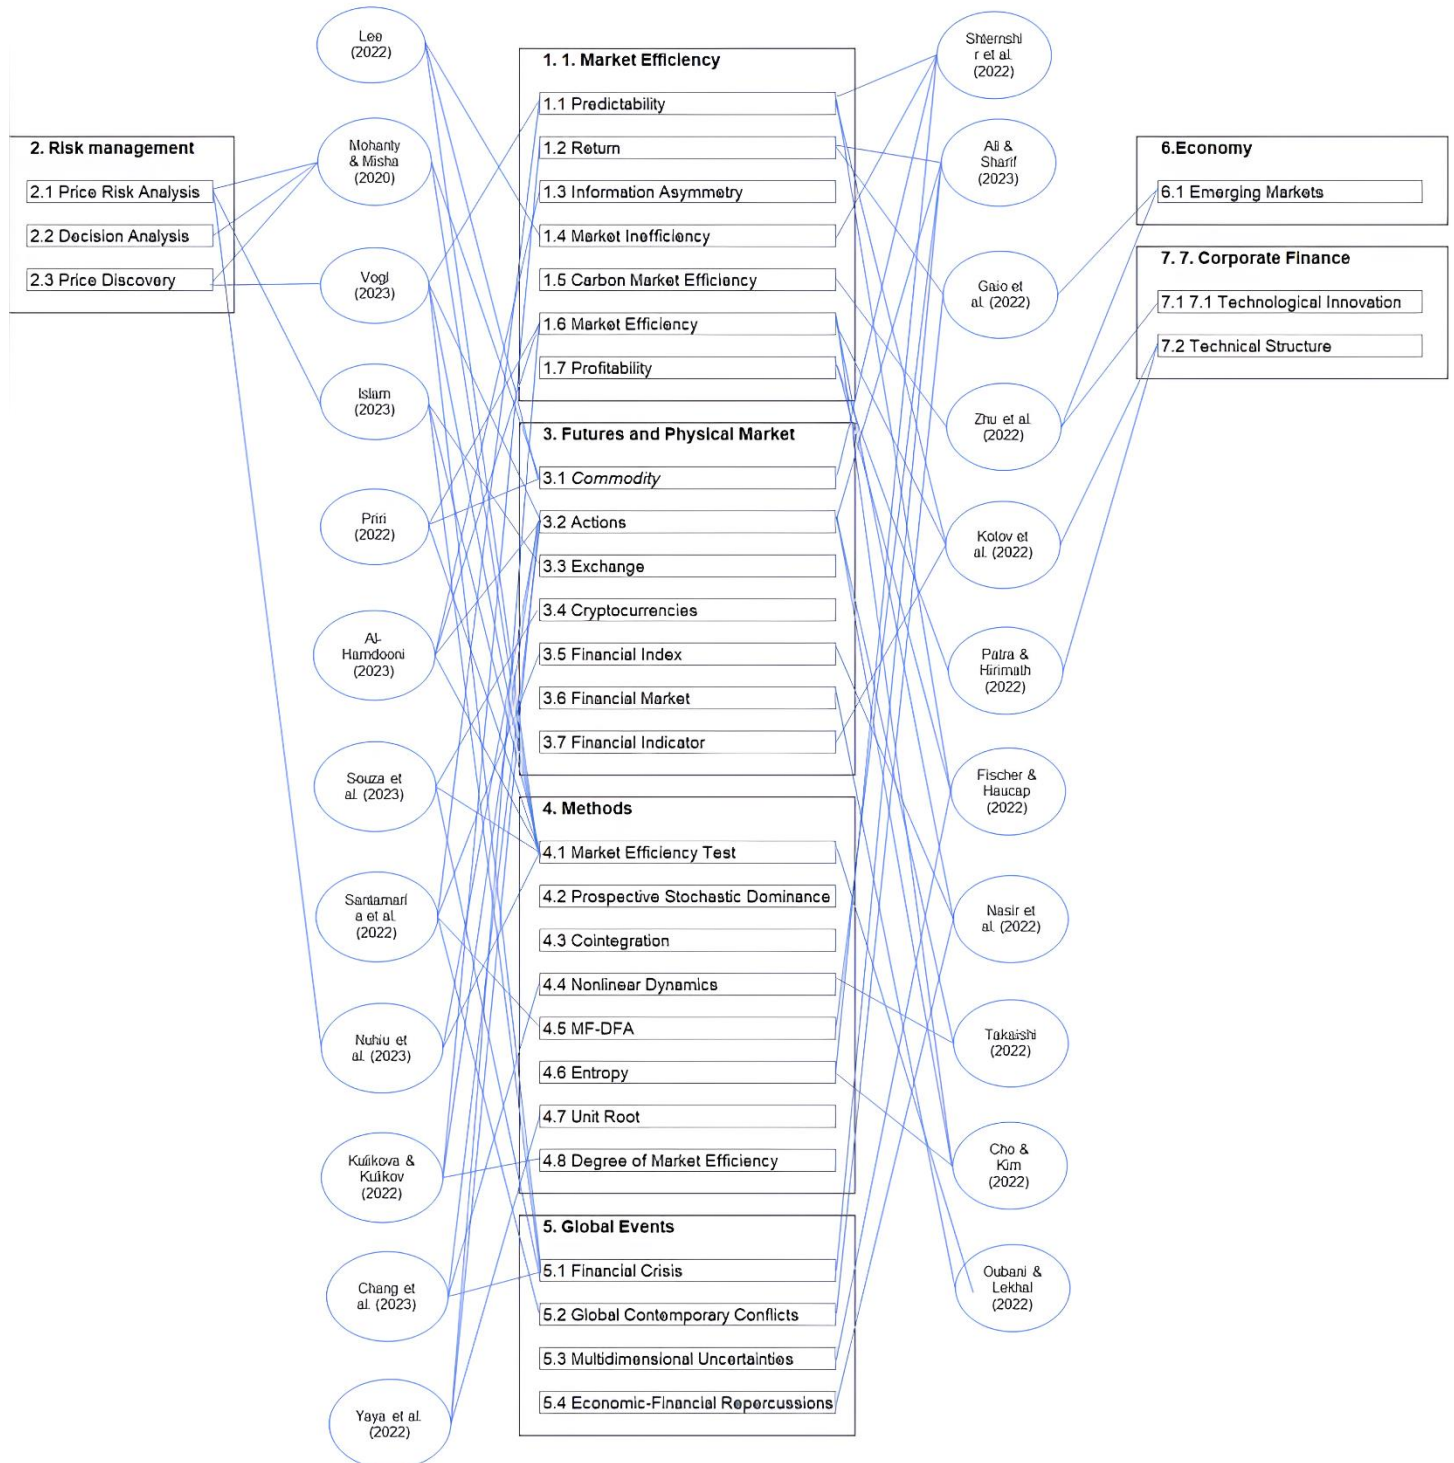 Lee
(2022)
Mohanty
& Misha
(2020)
Vogl
(2023)
Islam
(2023)
Priri
(2022)
Al-
Hamdooni
(2023)
Souza et
al. (2023)
Santamarí
a et al.
(2022)
Nuhiu et
al. (2023)
Kulikova &
Kulikov
(2022)
Chang et
al. (2023)
Yaya et al.
(2022)
2. Risk management
2.1 Price Risk Analysis
2.2 Decision Analysis
2.3 Price Discovery
1. 1. Market Efficiency
1.1 Predictability
1.2 Return
1.3 Information Asymmetry
1.4 Market Inefficiency
1.5 Carbon Market Efficiency
1.6 Market Efficiency
1.7 Profitability
3. Futures and Physical Market
3.1 Commodity
3.2 Actions
3.3 Exchange
3.4 Cryptocurrencies
3.5 Financial Index
3.6 Financial Market
3.7 Financial Indicator
4. Methods
4.1 Market Efficiency Test
4.2 Prospective Stochastic Dominance
4.3 Cointegration
4.4 Nonlinear Dynamics
4.5 MF-DFA
4.6 Entropy
4.7 Unit Root
4.8 Degree of Market Efficiency
5. Global Events
5.1 Financial Crisis
5.2 Global Contemporary Conflicts
5.3 Multidimensional Uncertainties
5.4 Economic-Financial Repercussions
Shternshi
r et al.
(2022)
Ali &
Sharif
(2023)
Gaio et
al. (2022)
Zhu et al.
(2022)
Kotov et
al. (2022)
Patra &
Hirimath
(2022)
Fischer &
Haucap
(2022)
Nasir et
al. (2022)
Takaishi
(2022)
Cho &
Kim
(2022)
Oubani &
Lekhal
(2022)
6.Economy
6.1 Emerging Markets
7. 7. Corporate Finance
7.1 7.1 Technological Innovation
7.2 Technical Structure